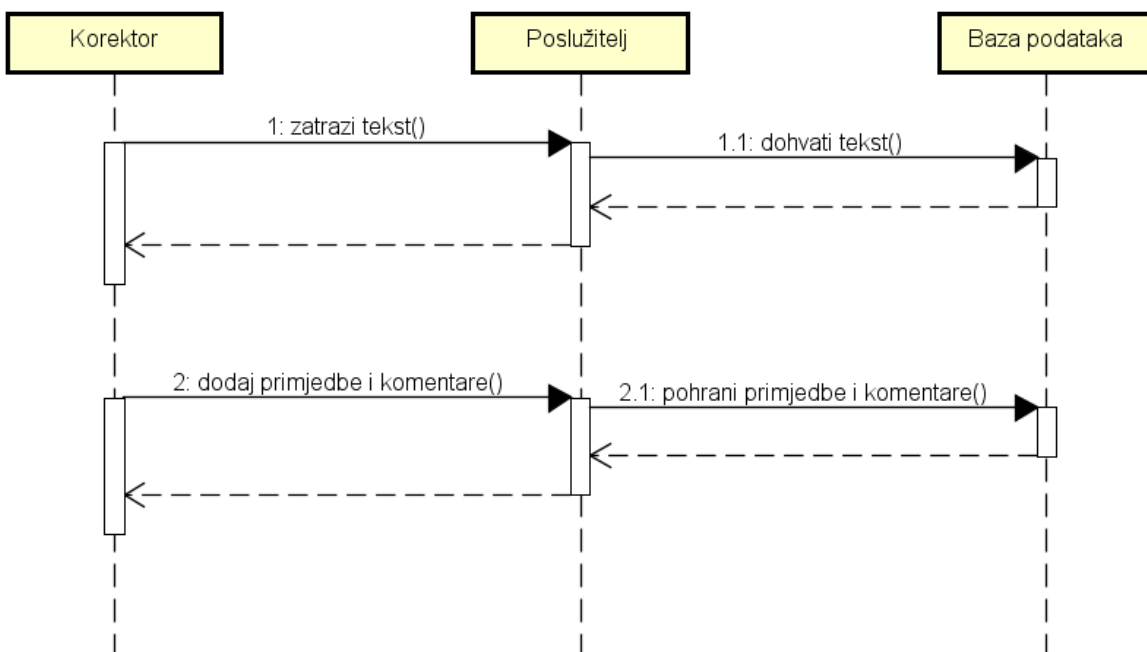 Korektor
Poslužitelj
Baza podataka
1: zatrazi tekst()
1.1: dohvati tekst()
2: dodaj primjedbe i komentare()
2.1: pohrani primjedbe i komentare()